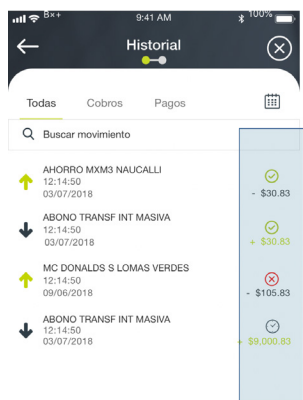 Bx+ 9:41 AM 100%
Historial
Todas Cobros Pagos
Buscar movimiento
AHORRO MXM3 NAUCALLI
12:14:50
03/07/2018 - $30.83
ABONO TRANSF INT MASIVA
12:14:50
03/07/2018 + $30.83
MC DONALDS S LOMAS VERDES
12:14:50
09/06/2018 - $105.83
ABONO TRANSF INT MASIVA
12:14:50
03/07/2018 + $9,000.83